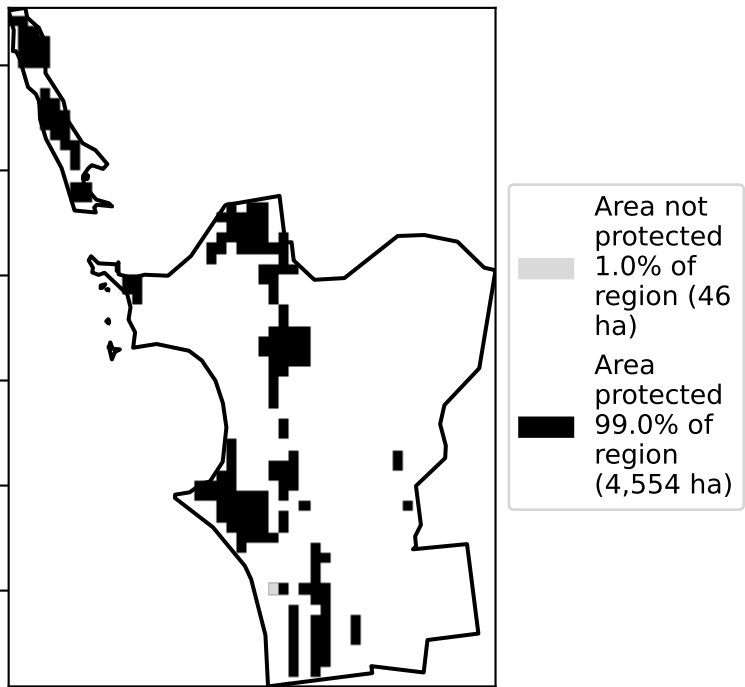 Area not
protected
1.0% of
region (46
ha)
Area
protected
99.0% of
region
(4,554 ha)